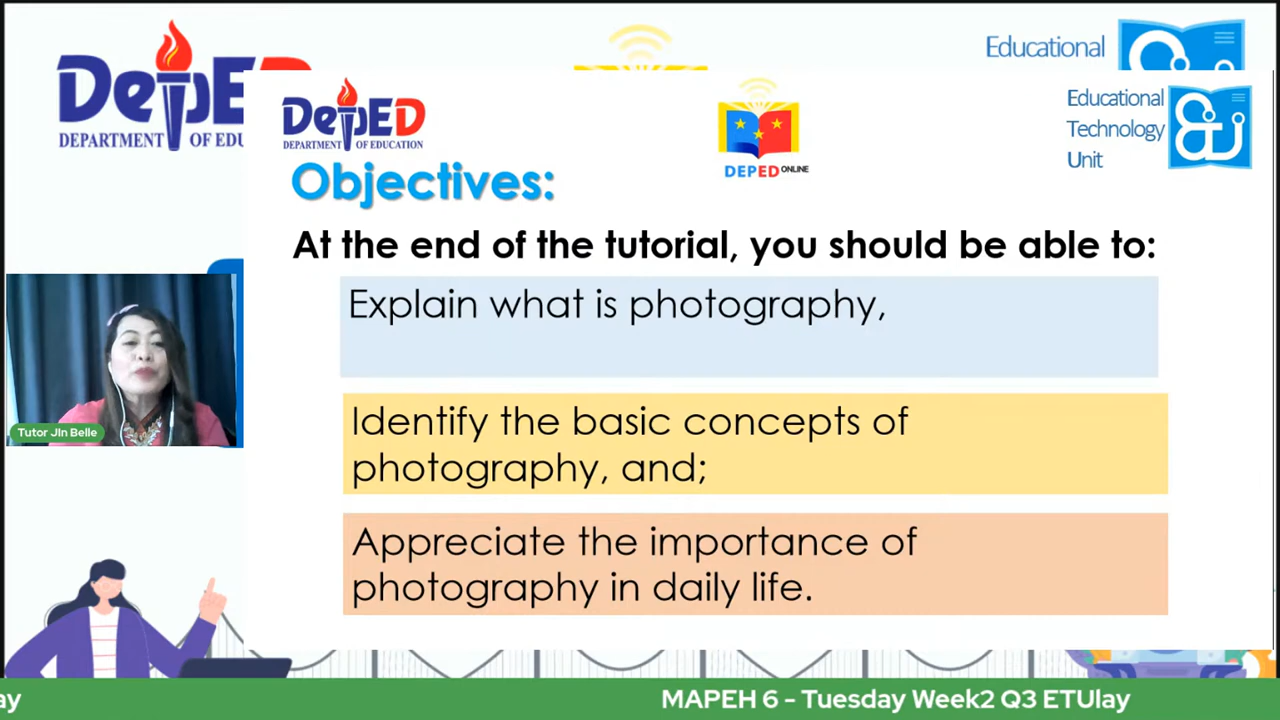 DepED
DEPARTMENT OF EDU
Educational
DepED
DEPARTMENT OF EDUCATION
DEPED ONLINE
Educational
Technology
Unit
Objectives:
At the end of the tutorial, you should be able to:
Explain what is photography,
Identify the basic concepts of
photography, and;
Appreciate the importance of
photography in daily life.
Tutor JIn Belle
ay
MAPEH 6 - Tuesday Week2 Q3 ETUlay